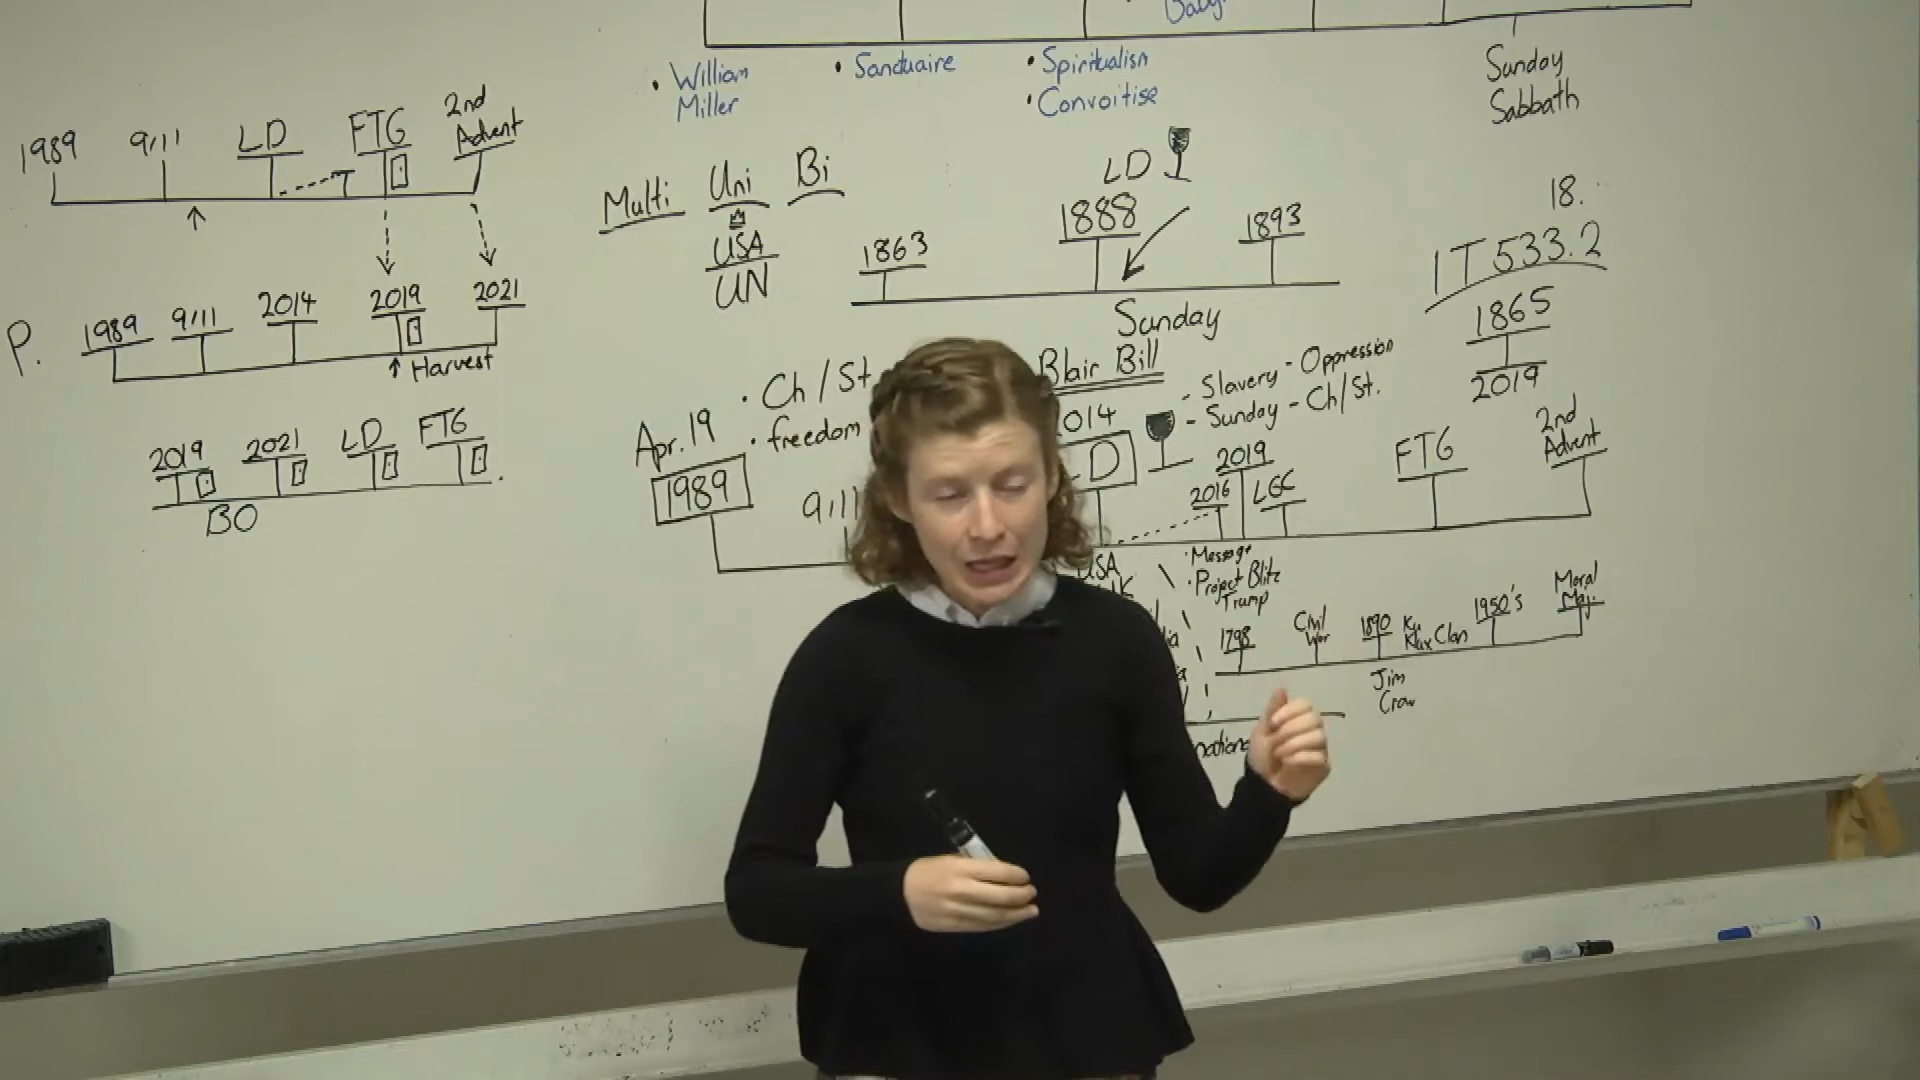 Baby
• William
Miller
• Sanctuaire
• Spiritualism
• Convoitise
Sunday
Sabbath
1989
9/11
LD
FTG
2nd
Advent
P.
1989
9/11
2014
2019
2021
Harvest
2019
2021
LD
FTG
BO
Multi
Uni
Bi
USA
UN
LD
1863
1888
1893
Sunday
Blair Bill
18.
1T 533.2
1865
2019
• Ch / St
• freedom
- Slavery - Oppression
- Sunday - Ch/St.
Apr. 19
1989
9/11
2014
LD
2016
2019
LGC
FTG
2nd
Advent
USA
• Message
• Project Blitz
Trump
1798
Civil
War
1890
Ku
Klux Clan
1950's
Moral
Maj.
Jim
Crow